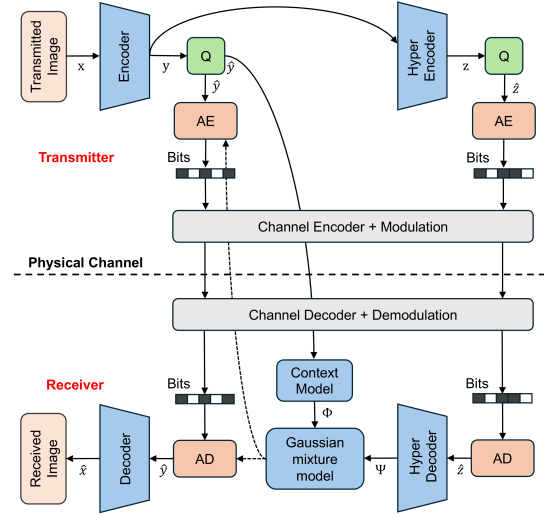 Transmitted
Image
x
Encoder
y
Q
ŷ
ŷ
AE
Bits
Hyper
Encoder
z
Q
ẑ
AE
Bits
Transmitter
Channel Encoder + Modulation
Physical Channel
Channel Decoder + Demodulation
Receiver
Bits
Context
Model
Φ
Bits
Received
Image
x̂
Decoder
ŷ
AD
Gaussian
mixture
model
Ψ
Hyper
Decoder
ẑ
AD